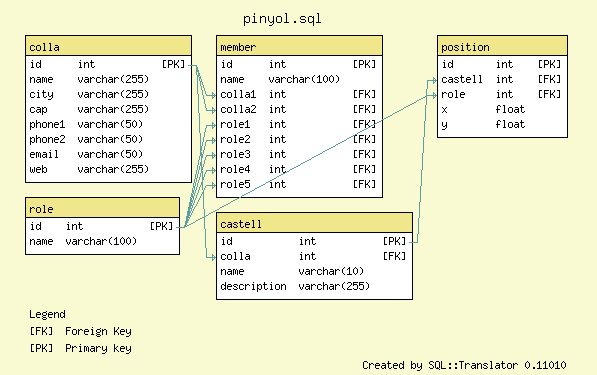 pinyol.sql
colla
id int [PK]
name varchar(255)
city varchar(255)
cap varchar(255)
phone1 varchar(50)
phone2 varchar(50)
email varchar(50)
web varchar(255)
member
id int [PK]
name varchar(100)
colla1 int [FK]
colla2 int [FK]
role1 int [FK]
role2 int [FK]
role3 int [FK]
role4 int [FK]
role5 int [FK]
position
id int [PK]
castell int [FK]
role int [FK]
x float
y float
role
id int [PK]
name varchar(100)
castell
id int [PK]
colla int [FK]
name varchar(10)
description varchar(255)
Legend
[FK] Foreign Key
[PK] Primary key
Created by SQL::Translator 0.11010